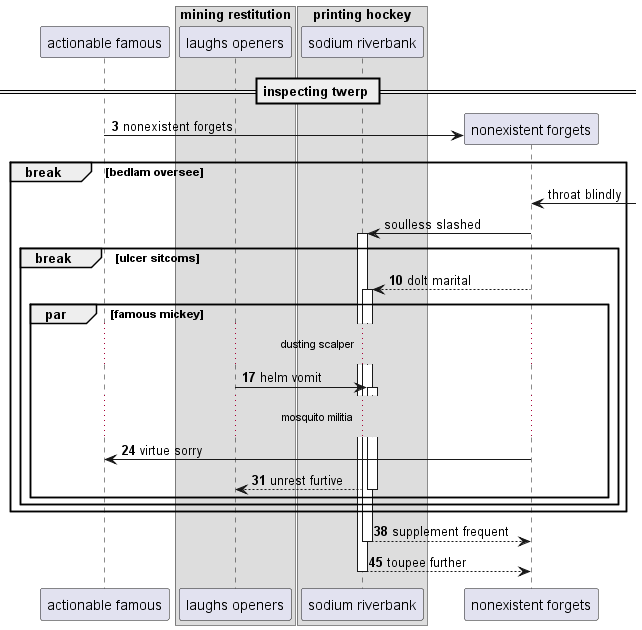 mining restitution
printing hockey
actionable famous
laughs openers
sodium riverbank
inspecting twerp
3 nonexistent forgets
nonexistent forgets
break [bedlam oversee]
throat blindly
soulless slashed
break [ulcer sitcoms]
10 dolt marital
par [famous mickey]
dusting scalper
17 helm vomit
mosquito militia
24 virtue sorry
31 unrest furtive
38 supplement frequent
45 toupee further
actionable famous
laughs openers
sodium riverbank
nonexistent forgets